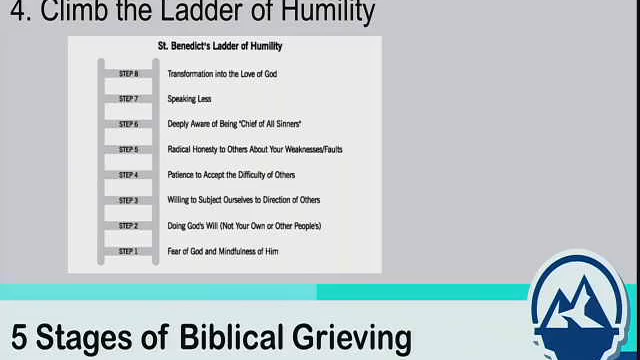 4. Climb the Ladder of Humility
St. Benedict's Ladder of Humility
STEP 8 Transformation into the Love of God
STEP 7 Speaking Less
STEP 6 Deeply Aware of Being "Chief of All Sinners"
STEP 5 Radical Honesty to Others About Your Weaknesses/Faults
STEP 4 Patience to Accept the Difficulty of Others
STEP 3 Willing to Subject Ourselves to Direction of Others
STEP 2 Doing God's Will (Not Your Own or Other People's)
STEP 1 Fear of God and Mindfulness of Him
5 Stages of Biblical Grieving